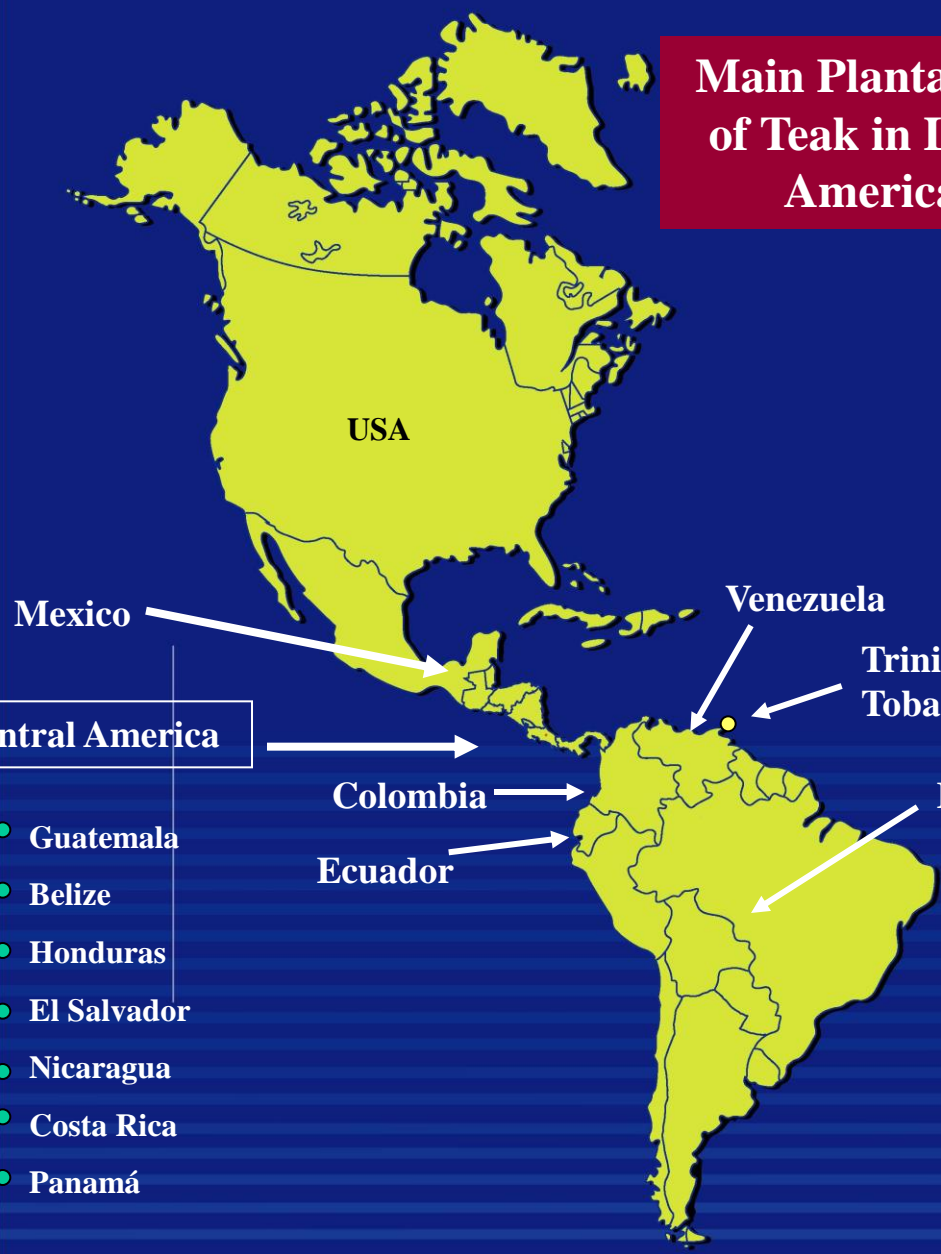 Main Planta
of Teak in
America
USA
Mexico
Venezuela
Trini
Toba
ntral America
Colombia
Ecuador
Guatemala
Belize
Honduras
El Salvador
Nicaragua
Costa Rica
Panamá